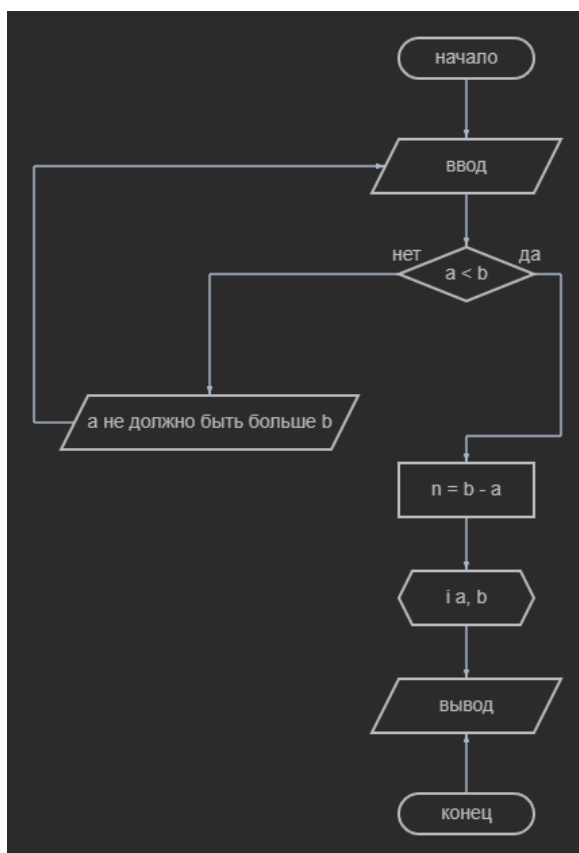 начало
ввод
нет
да
a < b
a не должно быть больше b
n = b - a
i a, b
вывод
конец